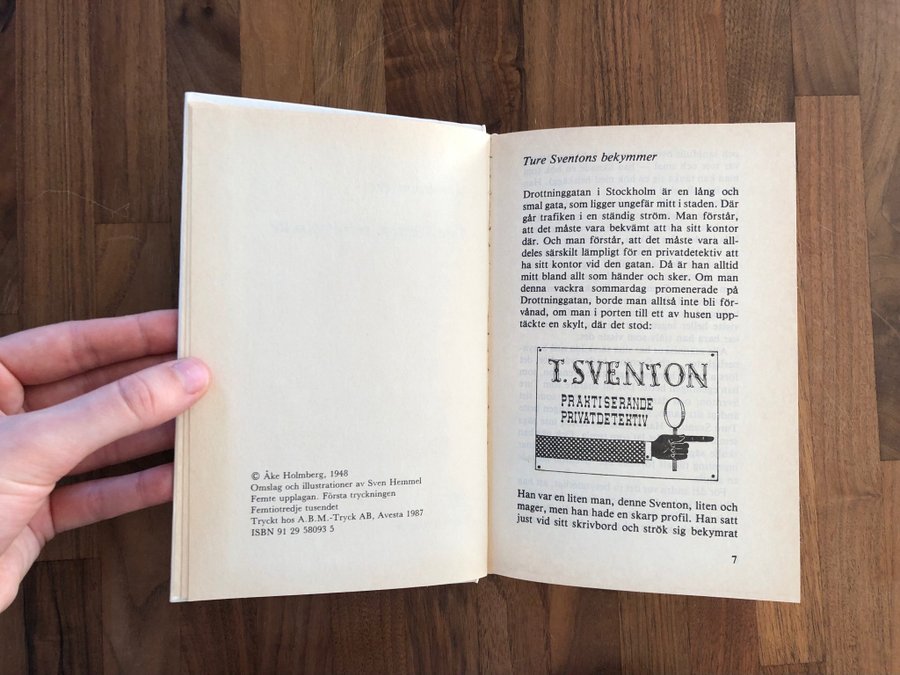 © Åke Holmberg, 1948
Omslag och illustrationer av Sven Hemmel
Femte upplagan. Första tryckningen
Femtiotredje tusendet
Tryckt hos A.B.M.-Tryck AB, Avesta 1987
ISBN 91 29 58093 5
Ture Sventons bekymmer
Drottninggatan i Stockholm är en lång och
smal gata, som ligger ungefär mitt i staden. Där
går trafiken i en ständig ström. Man förstår,
att det måste vara bekvämt att ha sitt kontor
där. Och man förstår, att det måste vara all-
deles särskilt lämpligt för en privatdetektiv att
ha sitt kontor vid den gatan. Då är han alltid
mitt bland allt som händer och sker. Om man
denna vackra sommardag promenerade på
Drottninggatan, borde man alltså inte bli för-
vånad, om man i porten till ett av husen upp-
täckte en skylt, där det stod:
T. SVENTON
PRAKTISERANDE
PRIVATDETEKTIV
Han var en liten man, denne Sventon, liten och
mager, men han hade en skarp profil. Han satt
just vid sitt skrivbord och strök sig bekymrat
7